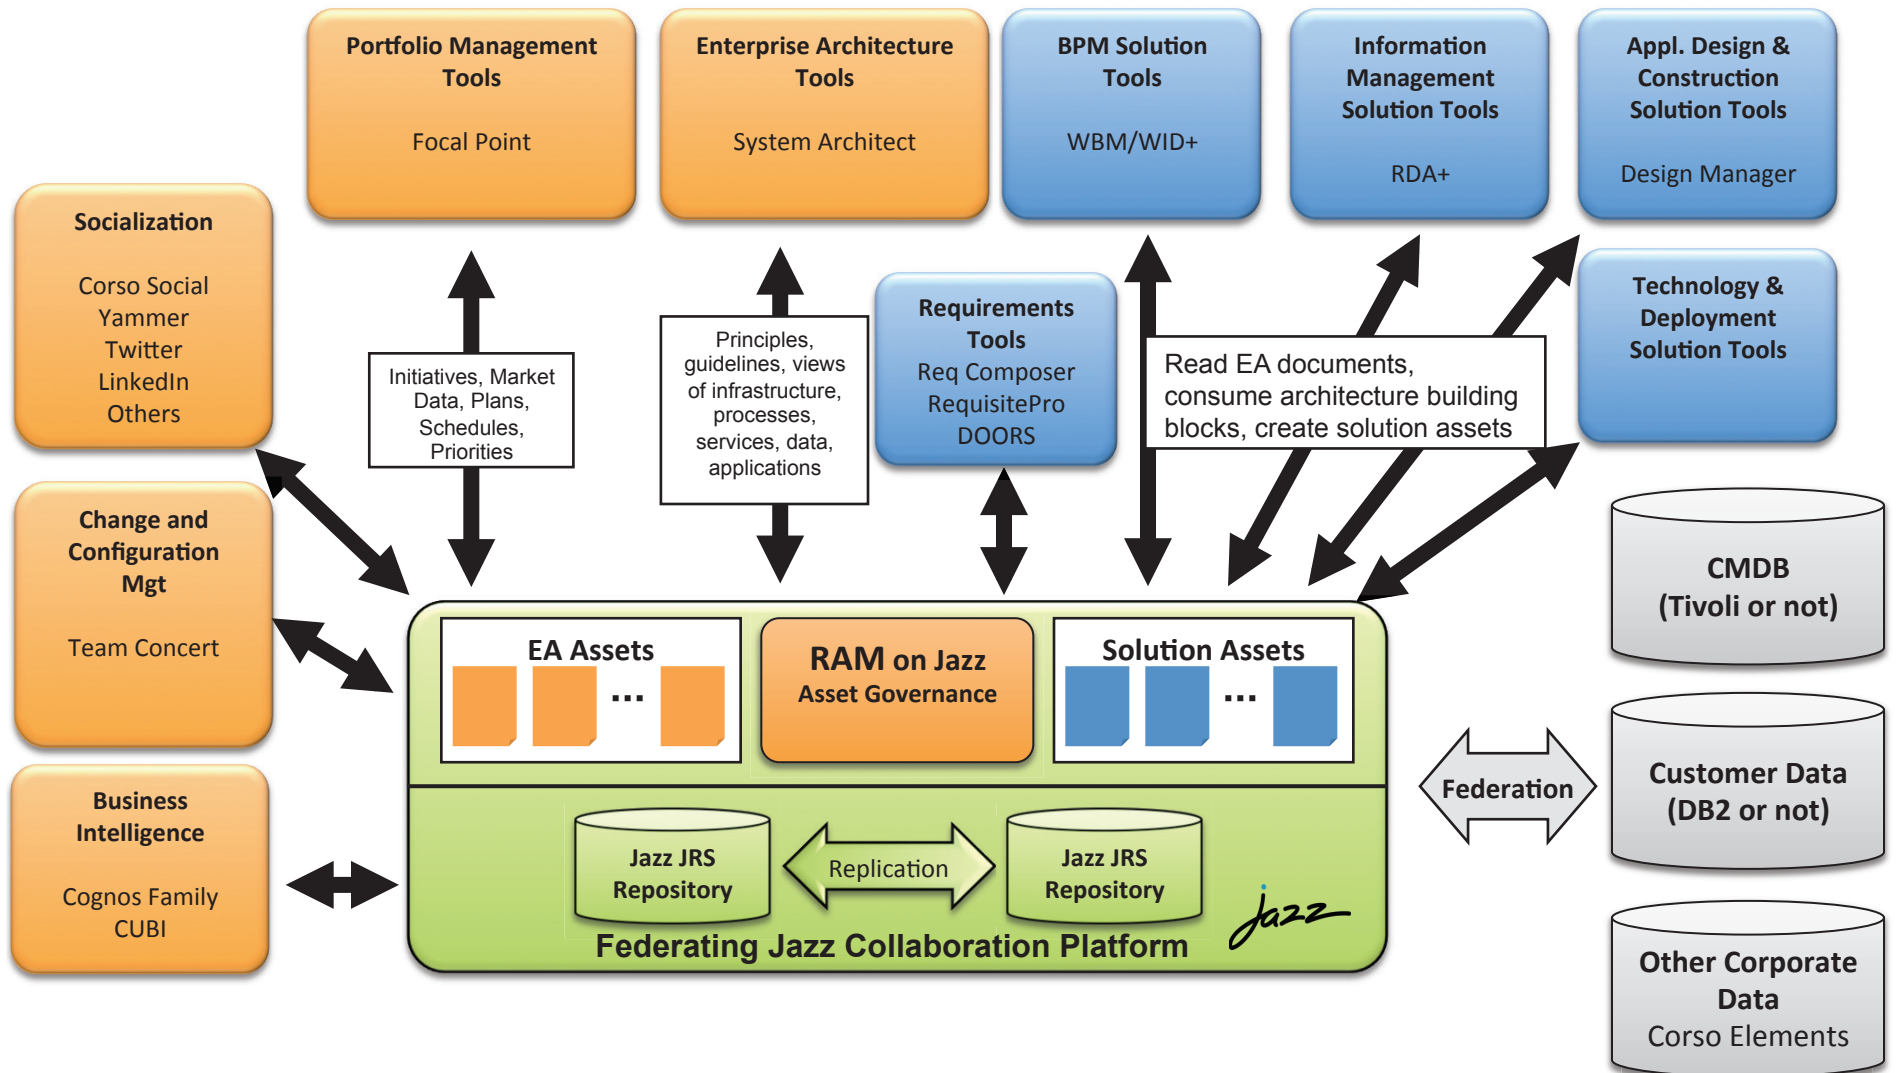 Portfolio Management
Tools
Focal Point
Enterprise Architecture
Tools
System Architect
BPM Solution
Tools
WBM/WID+
Information
Management
Solution Tools
RDA+
Appl. Design &
Construction
Solution Tools
Design Manager
Socialization
Corso Social
Yammer
Twitter
LinkedIn
Others
Initiatives, Market
Data, Plans,
Schedules,
Priorities
Principles,
guidelines, views
of infrastructure,
processes,
services, data,
applications
Requirements
Tools
Req Composer
RequisitePro
DOORS
Read EA documents,
consume architecture building
blocks, create solution assets
Technology &
Deployment
Solution Tools
Change and
Configuration
Mgt
Team Concert
EA Assets
...
RAM on Jazz
Asset Governance
Solution Assets
...
CMDB
(Tivoli or not)
Business
Intelligence
Cognos Family
CUBI
Jazz JRS
Repository
Replication
Jazz JRS
Repository
jazz
Federating Jazz Collaboration Platform
Federation
Customer Data
(DB2 or not)
Other Corporate
Data
Corso Elements